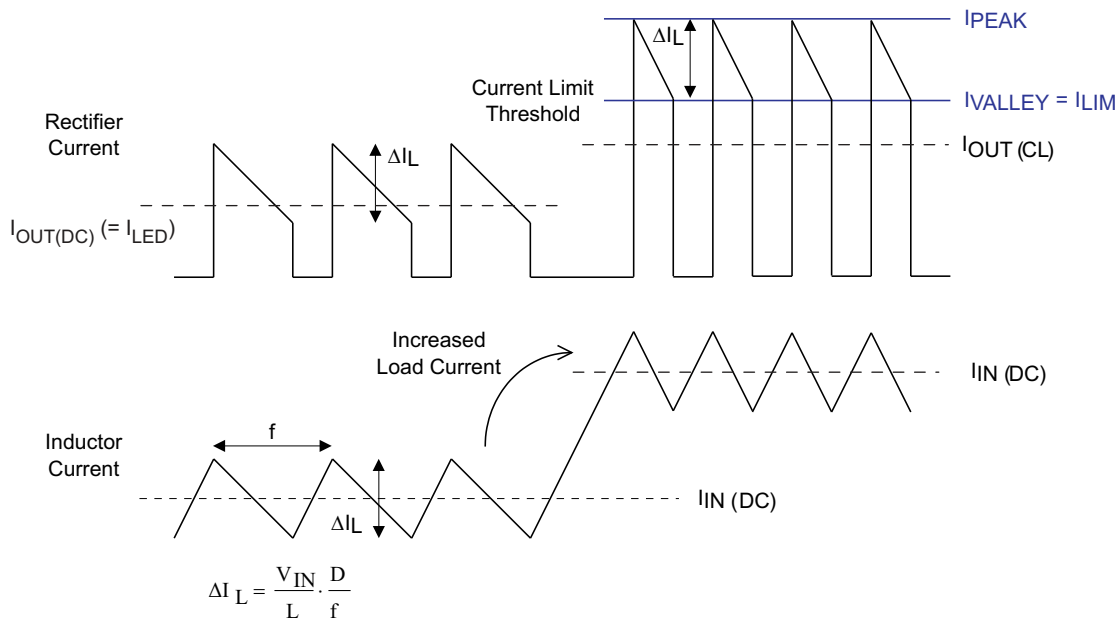 IPEAK
ΔIL
Current Limit
Threshold
IVALLEY = ILIM
Rectifier
Current
ΔIL
IOUT (CL)
IOUT(DC) (= ILED)
Increased
Load Current
IIN (DC)
f
Inductor
Current
IIN (DC)
ΔIL
ΔI L = VIN/L · D/f